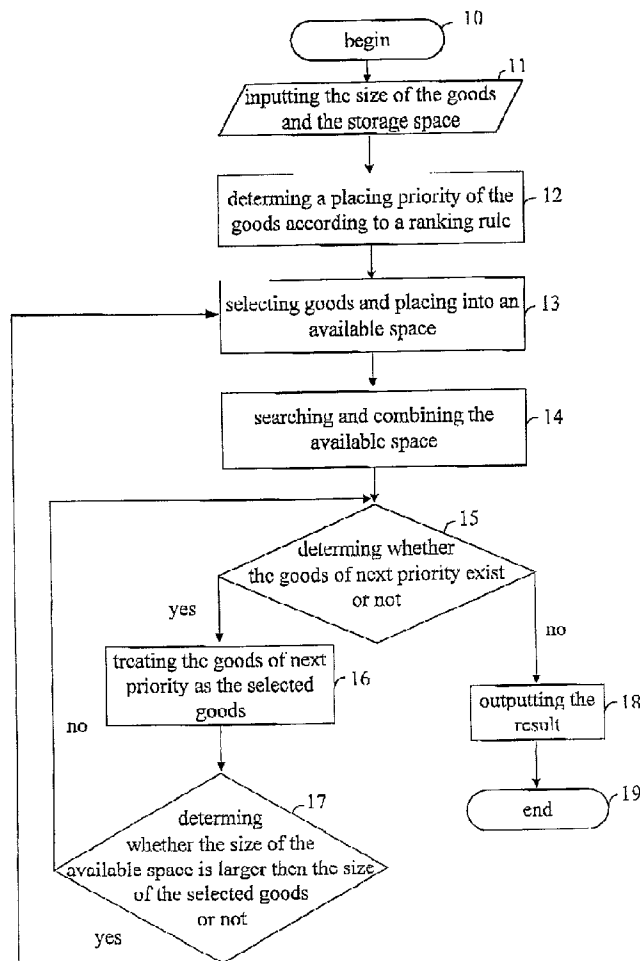 begin
10
11
inputting the size of the goods
and the storage space
determing a placing priority of the
goods according to a ranking rule
12
selecting goods and placing into an
available space
13
searching and combining the
available space
14
15
determing whether
the goods of next priority exist
or not
yes
no
treating the goods of next
priority as the selected
goods
16
no
outputting the
result
18
17
determing
whether the size of the
available space is larger then the size
of the selected goods
or not
end
19
yes